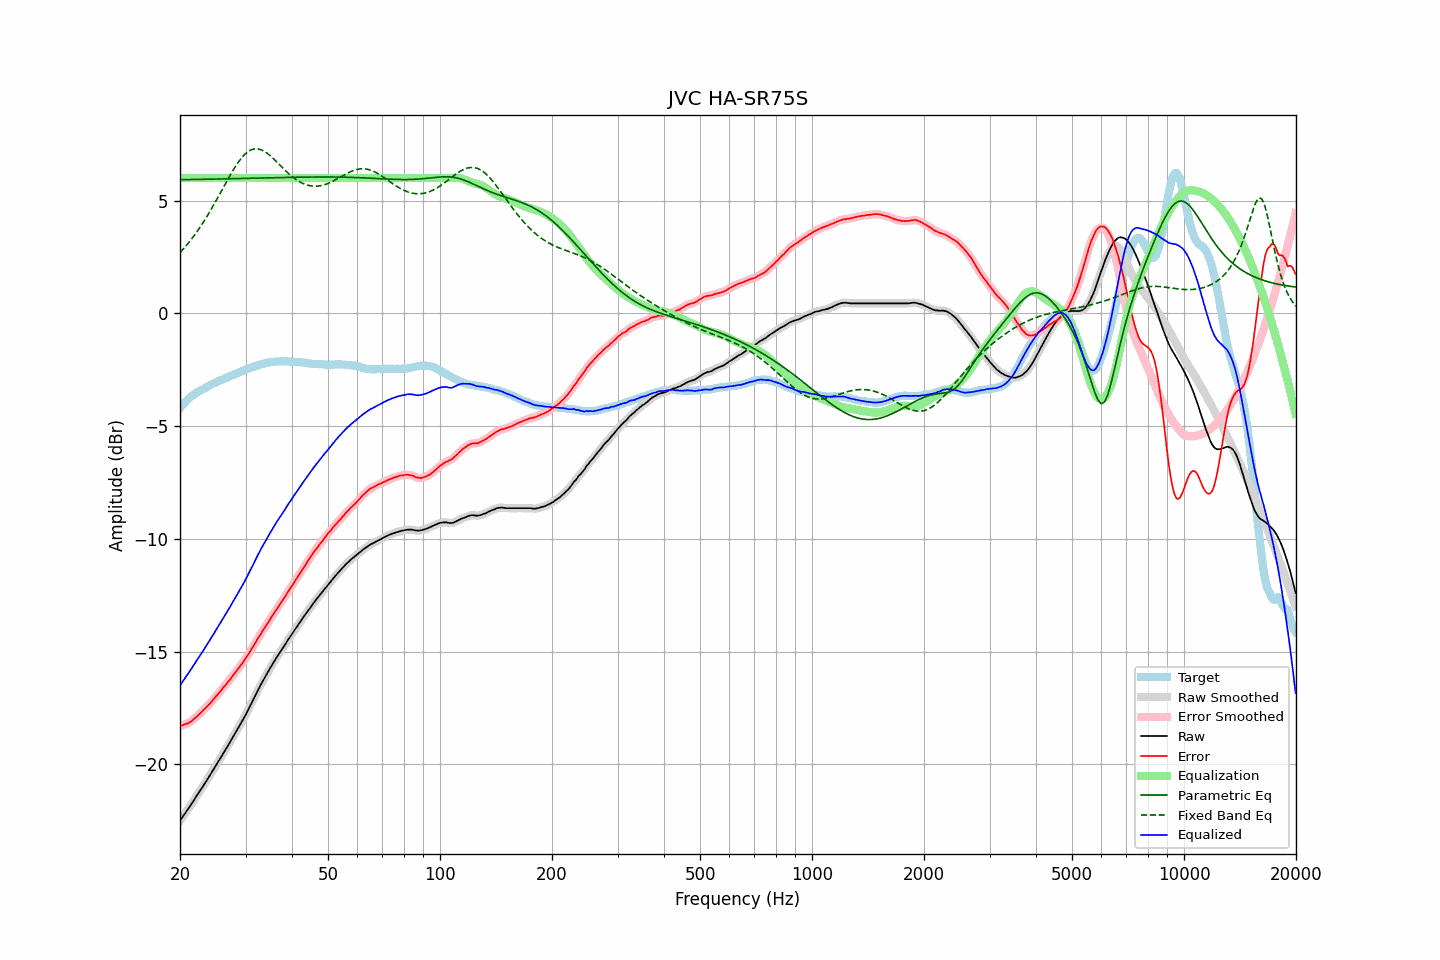 JVC HA-SR75S
Amplitude (dBr)
5
0
−5
−10
−15
−20
20
50
100
200
500
1000
2000
5000
10000
20000
Frequency (Hz)
Target
Raw Smoothed
Error Smoothed
Raw
Error
Equalization
Parametric Eq
Fixed Band Eq
Equalized